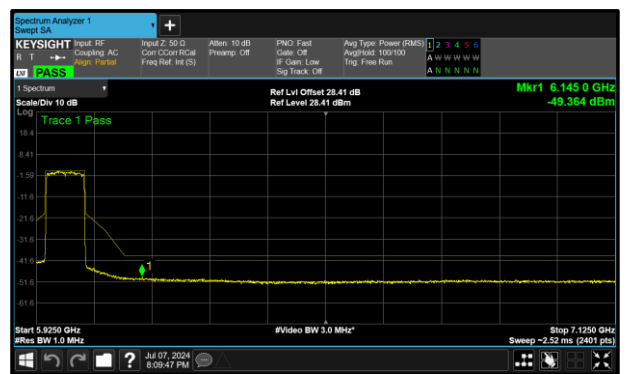 Spectrum Analyzer 1
Swept SA
+
KEYSIGHT Input: RF Input Z: 50 Ω Atten: 10 dB PNO: Fast Avg Type: Power (RMS) 1 2 3 4 5 6
R T Coupling: AC Corr CCorr RCal Preamp: Off Gate: Off Avg|Hold: 100/100 A W W W W W
Align: Partial Freq Ref: Int (S) IF Gain: Low Trig: Free Run
LXI PASS Sig Track: Off A N N N N N
1 Spectrum Ref Lvl Offset 28.41 dB Mkr1 6.145 0 GHz
Scale/Div 10 dB Ref Level 28.41 dBm -49.364 dBm
Log
Trace 1 Pass
18.4
8.41
-1.59
-11.6
-21.6
-31.6
-41.6
1
-51.6
-61.6
Start 5.9250 GHz #Video BW 3.0 MHz* Stop 7.1250 GHz
#Res BW 1.0 MHz Sweep ~2.52 ms (2401 pts)
? Jul 07, 2024
8:09:47 PM